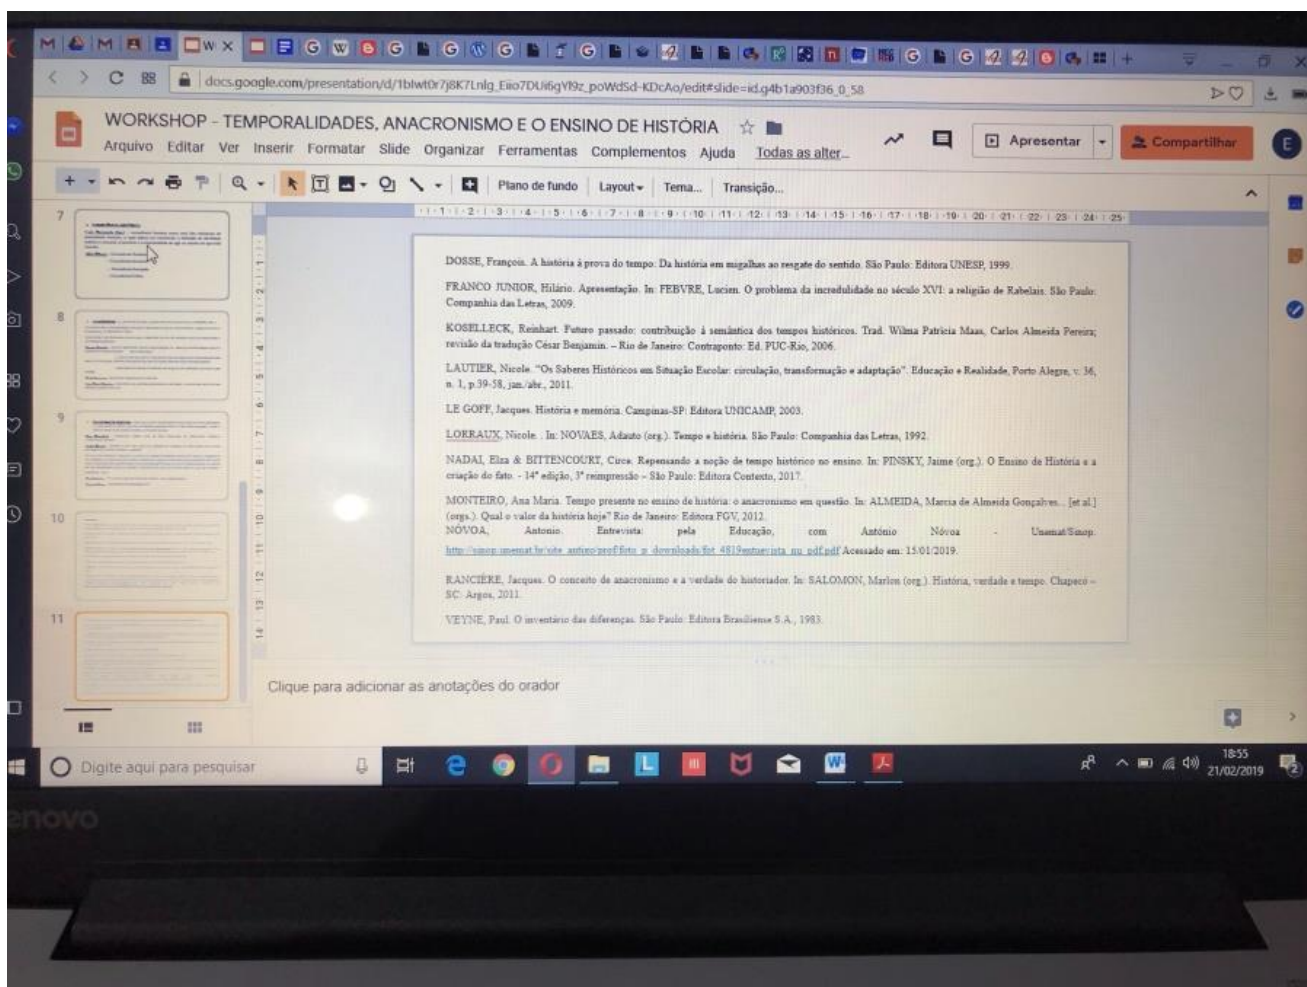 W X
docs.google.com/presentation/d/1bIwt0r7j8K7LnIg_Eiio7DUi6gYf9z_poWdSd-KDcAo/edit#slide=id.g4b1a903f36_0_58
WORKSHOP - TEMPORALIDADES, ANACRONISMO E O ENSINO DE HISTÓRIA
Arquivo Editar Ver Inserir Formatar Slide Organizar Ferramentas Complementos Ajuda Todas as alter...
Apresentar
Compartilhar
E
Plano de fundo Layout Tema... Transição...
7
8
9
10
11
DOSSE, François. A história à prova do tempo: Da história em migalhas ao resgate do sentido. São Paulo: Editora UNESP, 1999.
FRANCO JUNIOR, Hilário. Apresentação. In: FEBVRE, Lucien. O problema da incredulidade no século XVI: a religião de Rabelais. São Paulo:
Companhia das Letras, 2009.
KOSELLECK, Reinhart. Futuro passado: contribuição à semântica dos tempos históricos. Trad. Wilma Patrícia Maas, Carlos Almeida Pereira;
revisão da tradução César Benjamin. – Rio de Janeiro: Contraponto: Ed. PUC-Rio, 2006.
LAUTIER, Nicole. "Os Saberes Históricos em Situação Escolar: circulação, transformação e adaptação". Educação e Realidade, Porto Alegre, v. 36,
n. 1, p.39-58, jan./abr., 2011.
LE GOFF, Jacques. História e memória. Campinas-SP: Editora UNICAMP, 2003.
LORRAUX, Nicole. . In: NOVAES, Adauto (org.). Tempo e história. São Paulo: Companhia das Letras, 1992.
NADAI, Elza & BITTENCOURT, Circe. Repensando a noção de tempo histórico no ensino. In: PINSKY, Jaime (org.). O Ensino de História e a
criação do fato. - 14ª edição, 3ª reimpressão – São Paulo: Editora Contexto, 2017.
MONTEIRO, Ana Maria. Tempo presente no ensino de história: o anacronismo em questão. In: ALMEIDA, Marcia de Almeida Gonçalves... [et al.]
(orgs.). Qual o valor da história hoje? Rio de Janeiro: Editora FGV, 2012.
NÓVOA, Antonio. Entrevista: pela Educação, com António Nóvoa - Unemat/Sinop.
Acessado em: 15/01/2019.
RANCIÈRE, Jacques. O conceito de anacronismo e a verdade do historiador. In: SALOMON, Marlon (org.). História, verdade e tempo. Chapecó –
SC: Argos, 2011.
VEYNE, Paul. O inventário das diferenças. São Paulo: Editora Brasiliense S.A., 1983.
Clique para adicionar as anotações do orador
Digite aqui para pesquisar
18:55
21/02/2019
enovo